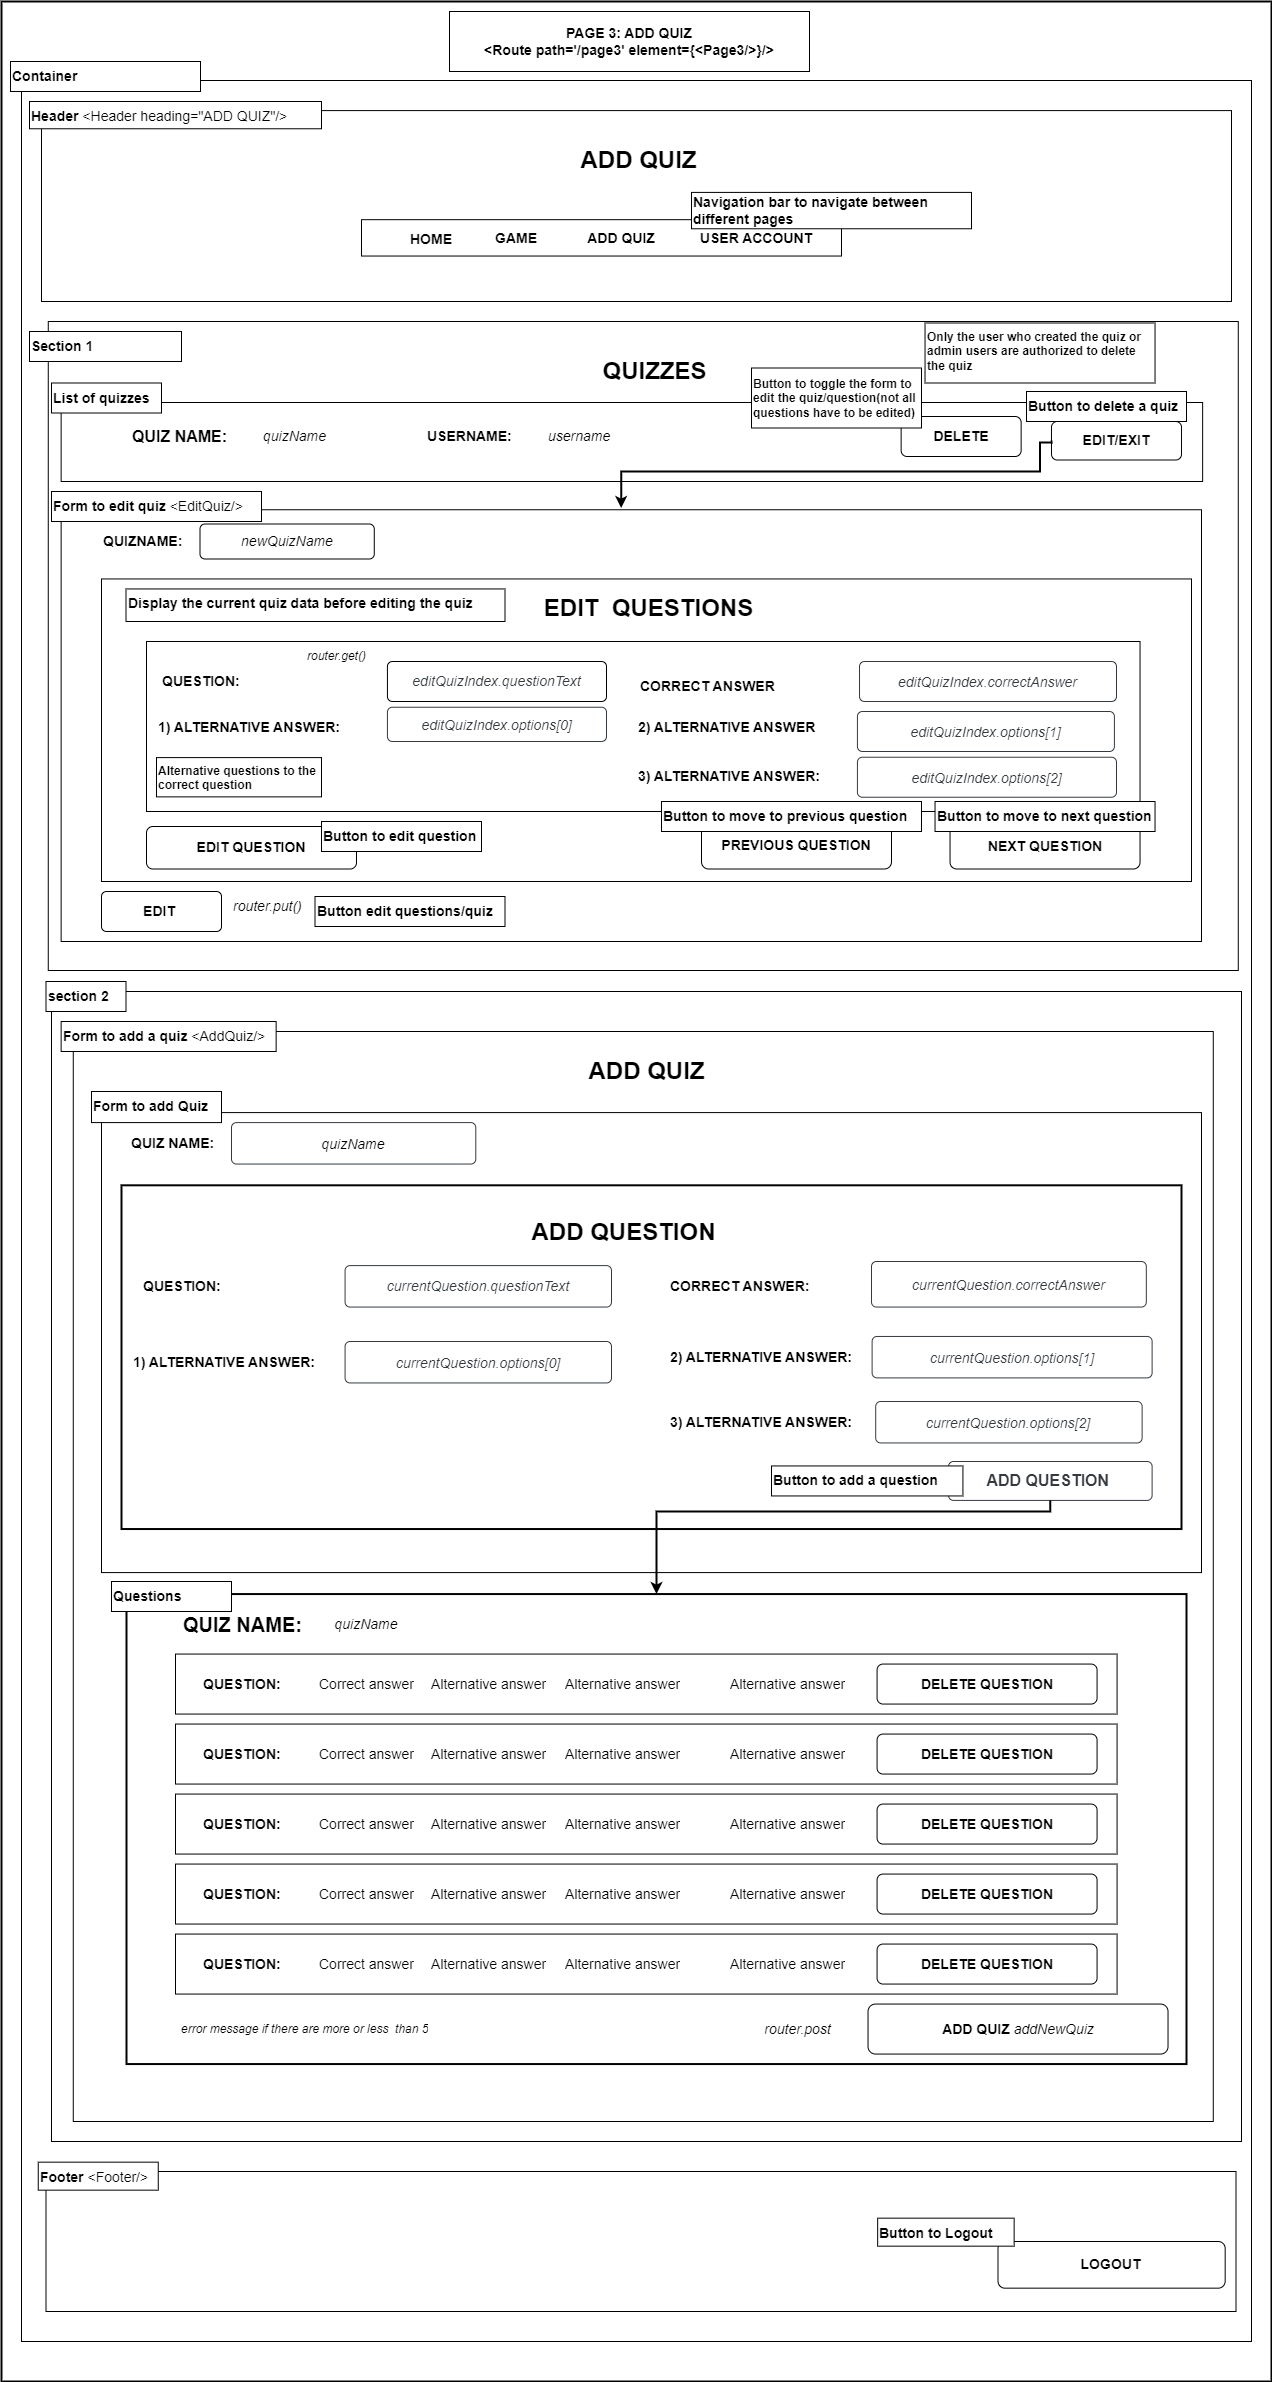 PAGE 3: ADD QUIZ
<Route path='/page3' element={<Page3/>}/>
Container
Header <Header heading="ADD QUIZ"/>
ADD QUIZ
Navigation bar to navigate between
different pages
HOME GAME ADD QUIZ USER ACCOUNT
Section 1
Only the user who created the quiz or
admin users are authorized to delete
the quiz
QUIZZES
Button to toggle the form to
edit the quiz/question(not all
questions have to be edited)
List of quizzes
Button to delete a quiz
QUIZ NAME: quizName USERNAME: username DELETE EDIT/EXIT
Form to edit quiz <EditQuiz/>
QUIZNAME: newQuizName
Display the current quiz data before editing the quiz
EDIT QUESTIONS
router.get()
QUESTION: editQuizIndex.questionText CORRECT ANSWER editQuizIndex.correctAnswer
1) ALTERNATIVE ANSWER: editQuizIndex.options[0] 2) ALTERNATIVE ANSWER editQuizIndex.options[1]
Alternative questions to the
correct question
3) ALTERNATIVE ANSWER: editQuizIndex.options[2]
Button to move to previous question Button to move to next question
EDIT QUESTION Button to edit question PREVIOUS QUESTION NEXT QUESTION
EDIT router.put() Button edit questions/quiz
section 2
Form to add a quiz <AddQuiz/>
ADD QUIZ
Form to add Quiz
QUIZ NAME: quizName
ADD QUESTION
QUESTION: currentQuestion.questionText CORRECT ANSWER: currentQuestion.correctAnswer
1) ALTERNATIVE ANSWER: currentQuestion.options[0] 2) ALTERNATIVE ANSWER: currentQuestion.options[1]
3) ALTERNATIVE ANSWER: currentQuestion.options[2]
Button to add a question ADD QUESTION
Questions
QUIZ NAME: quizName
QUESTION: Correct answer Alternative answer Alternative answer Alternative answer DELETE QUESTION
QUESTION: Correct answer Alternative answer Alternative answer Alternative answer DELETE QUESTION
QUESTION: Correct answer Alternative answer Alternative answer Alternative answer DELETE QUESTION
QUESTION: Correct answer Alternative answer Alternative answer Alternative answer DELETE QUESTION
QUESTION: Correct answer Alternative answer Alternative answer Alternative answer DELETE QUESTION
error message if there are more or less than 5 router.post ADD QUIZ addNewQuiz
Footer <Footer/>
Button to Logout
LOGOUT